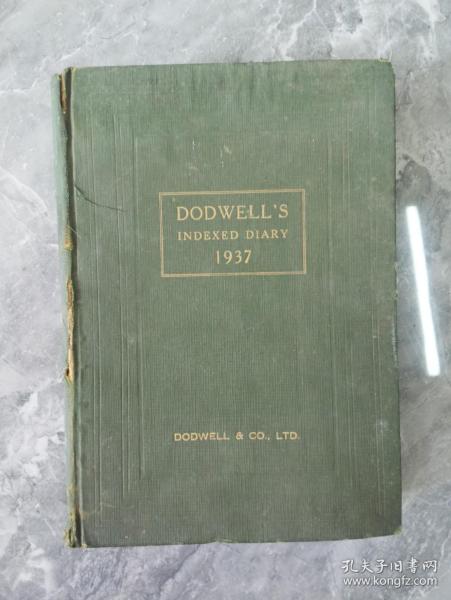 DODWELL'S
INDEXED DIARY
1937
DODWELL & CO., LTD.
孔夫子旧书网
www.kongfz.com